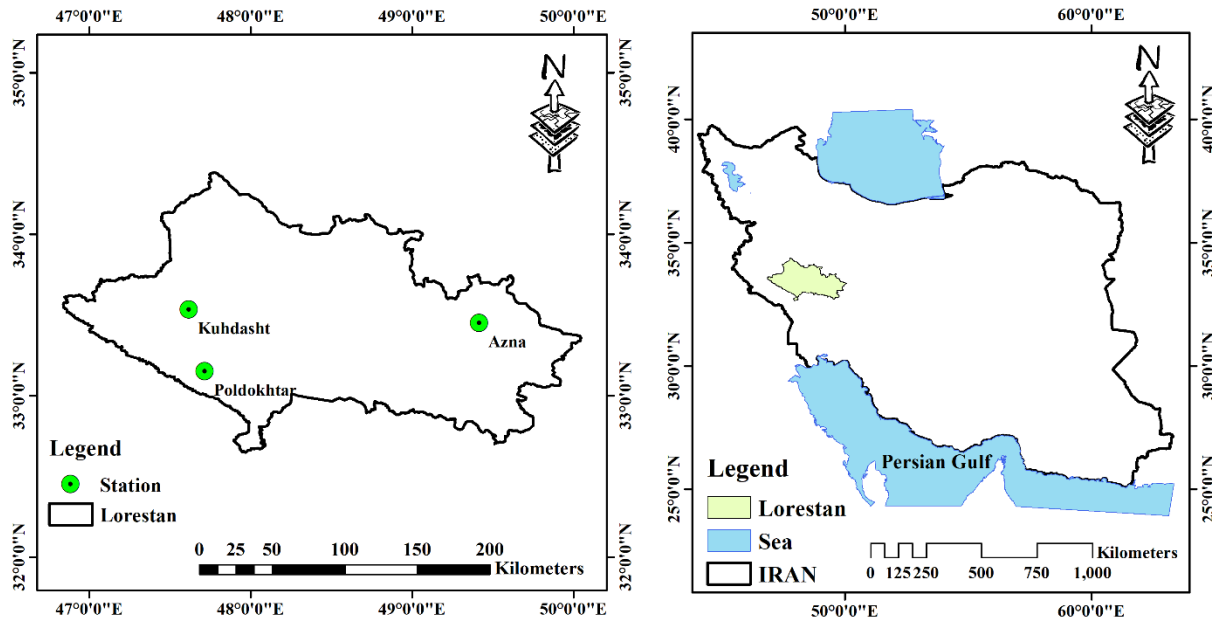 47°0'0"E
48°0'0"E
49°0'0"E
50°0'0"E
35°0'0"N
34°0'0"N
33°0'0"N
32°0'0"N
35°0'0"N
34°0'0"N
33°0'0"N
32°0'0"N
N
Kuhdasht
Azna
Poldokhtar
Legend
Station
Lorestan
0 25 50 100 150 200
Kilometers
47°0'0"E
48°0'0"E
49°0'0"E
50°0'0"E
50°0'0"E
60°0'0"E
40°0'0"N
35°0'0"N
30°0'0"N
25°0'0"N
40°0'0"N
35°0'0"N
30°0'0"N
25°0'0"N
N
Persian Gulf
Legend
Lorestan
Sea
IRAN
Kilometers
0 125 250 500 750 1,000
50°0'0"E
60°0'0"E